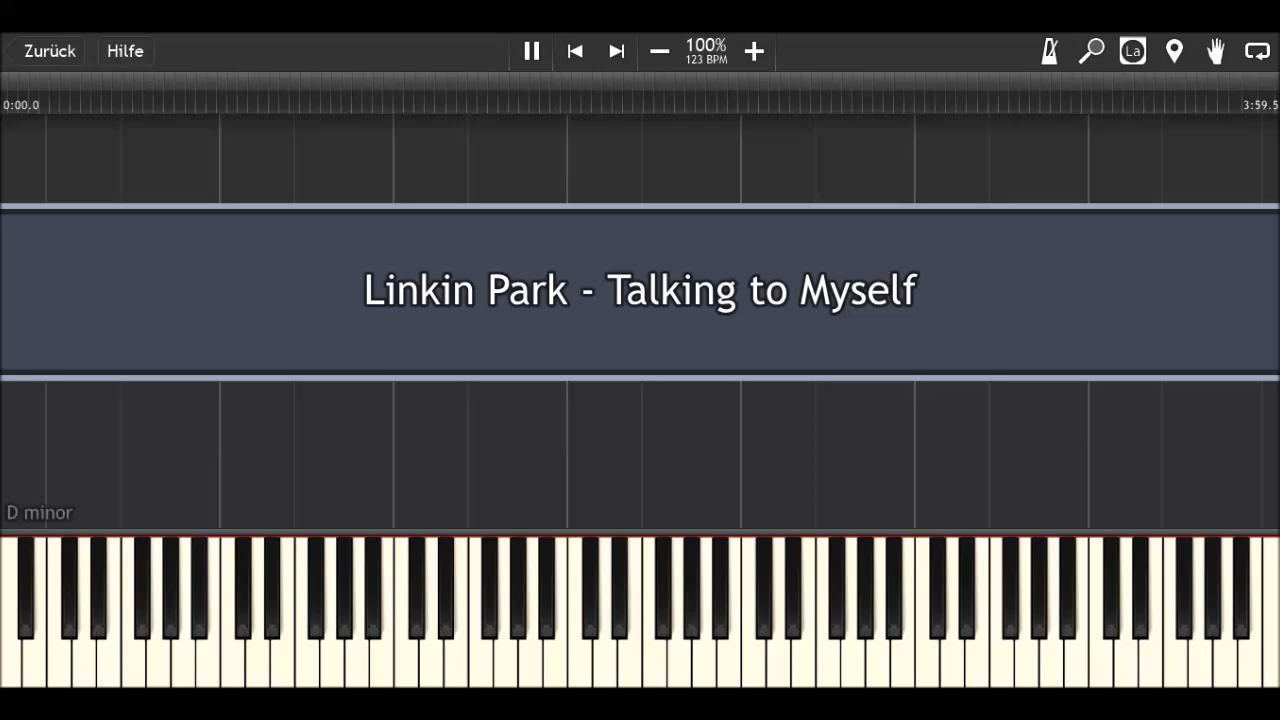 Zurück
Hilfe
100%
123 BPM
La
0:00.0
3:59.5
Linkin Park - Talking to Myself
D minor